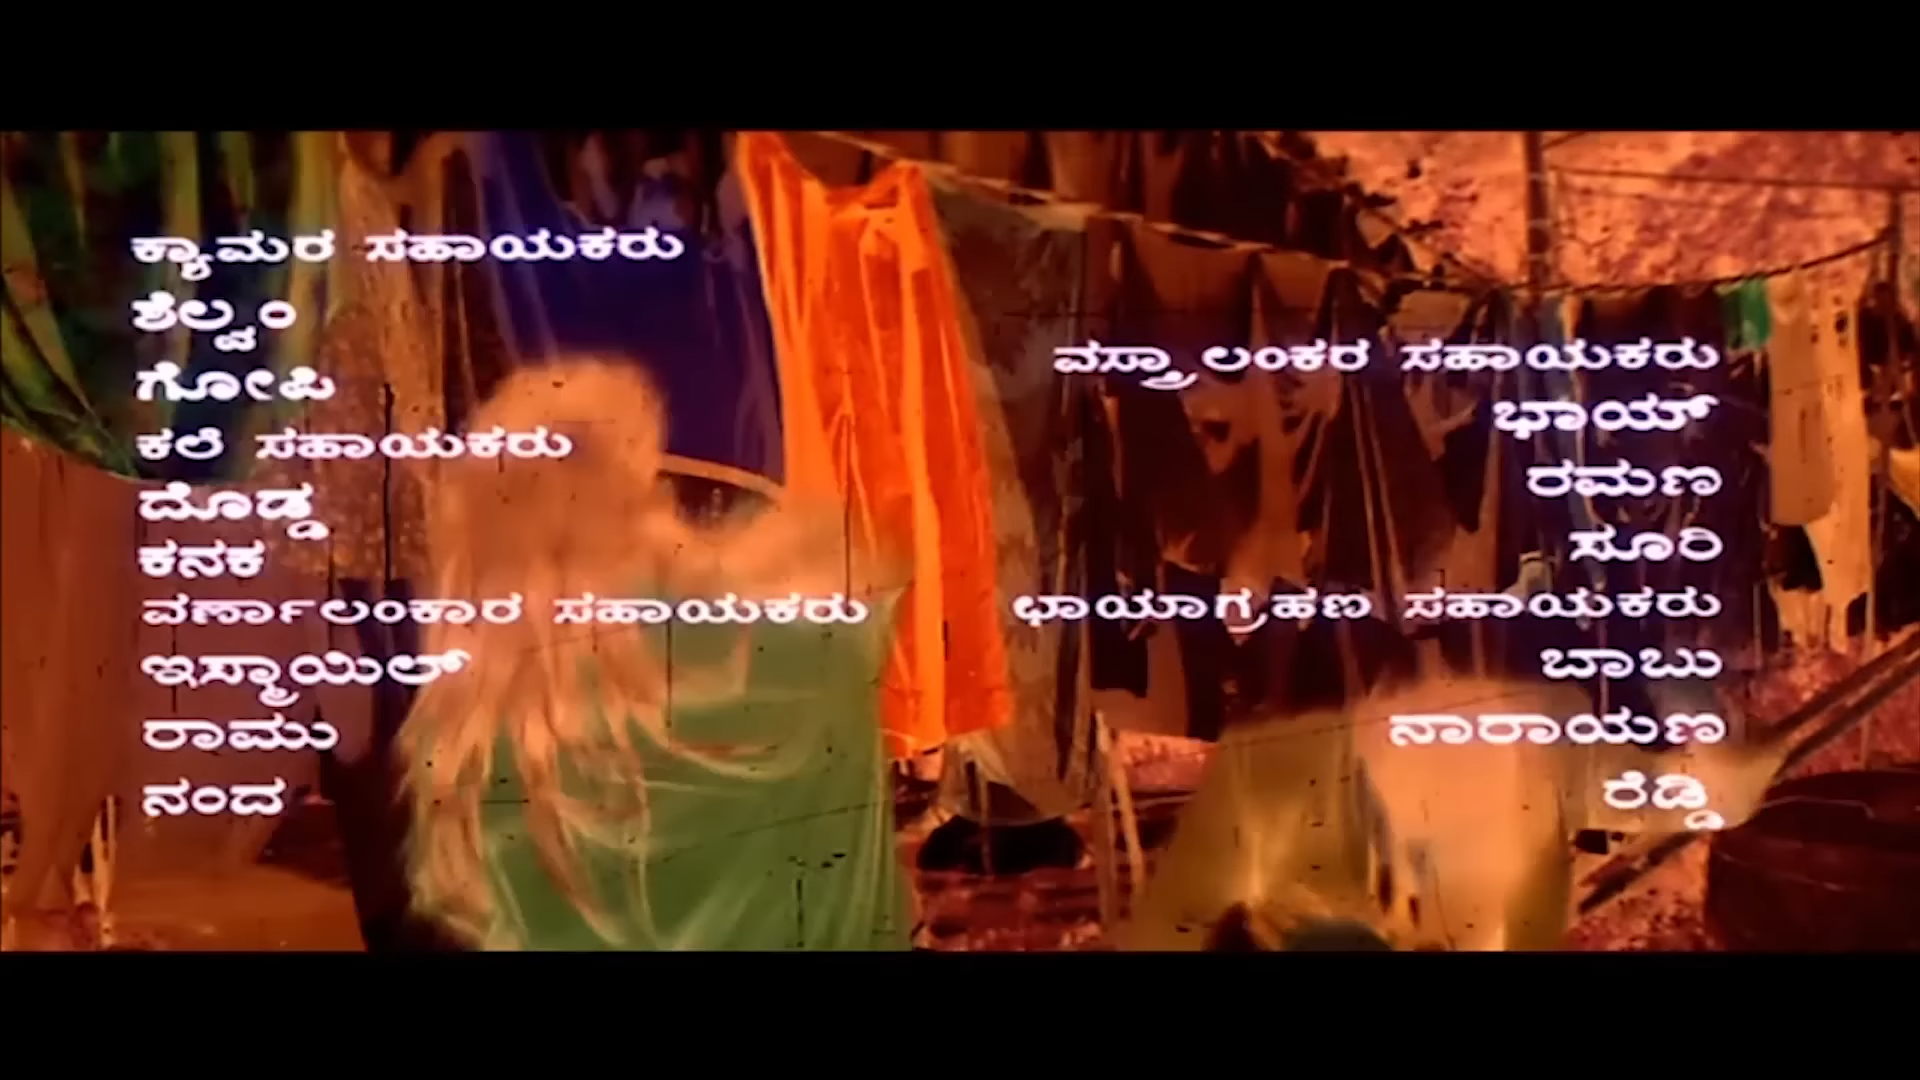 ಕ್ಯಾಮರ ಸಹಾಯಕರು
ಶೆಲ್ವಂ
ಗೋಪಿ
ಕಲೆ ಸಹಾಯಕರು
ದೊಡ್ಡ
ಕನಕ
ವರ್ಣಾಲಂಕಾರ ಸಹಾಯಕರು
ಇಸ್ಮಾಯಿಲ್
ರಾಮು
ನಂದ
ವಸ್ತ್ರಾಲಂಕರ ಸಹಾಯಕರು
ಭಾಯ್
ರಮಣ
ಸೂರಿ
ಛಾಯಾಗ್ರಹಣ ಸಹಾಯಕರು
ಬಾಬು
ನಾರಾಯಣ
ರೆಡ್ಡಿ